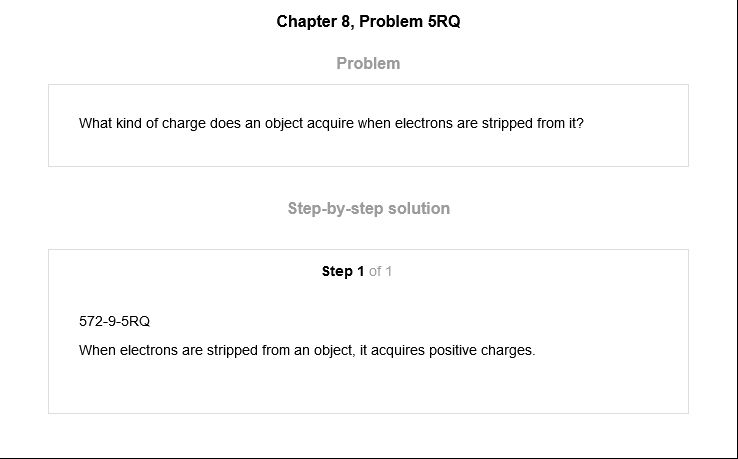 Chapter 8, Problem 5RQ
Problem
What kind of charge does an object acquire when electrons are stripped from it?
Step-by-step solution
Step 1 of 1
572-9-5RQ
When electrons are stripped from an object, it acquires positive charges.